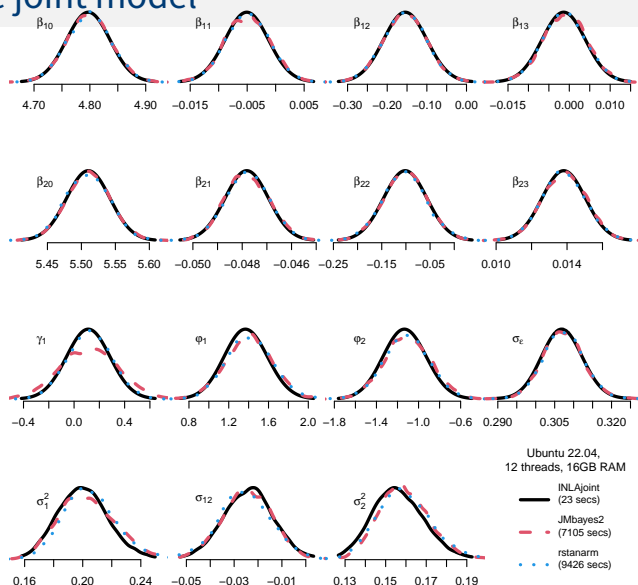 e joint model
β₁₀ β₁₁ β₁₂ β₁₃
4.70 4.80 4.90 −0.015 −0.005 0.005 −0.30 −0.20 −0.10 0.00 −0.015 0.000 0.010
β₂₀ β₂₁ β₂₂ β₂₃
5.45 5.50 5.55 5.60 −0.050 −0.048 −0.046 −0.25 −0.15 −0.05 0.010 0.014
γ₁ φ₁ φ₂ σ_ε
−0.4 0.0 0.4 0.8 1.2 1.6 2.0 −1.8 −1.4 −1.0 −0.6 0.290 0.305 0.320
σ₁² σ₁₂ σ₂²
0.16 0.20 0.24 −0.05 −0.03 −0.01 0.13 0.15 0.17 0.19
Ubuntu 22.04,
12 threads, 16GB RAM
INLAjoint
(23 secs)
JMbayes2
(7105 secs)
rstanarm
(9426 secs)